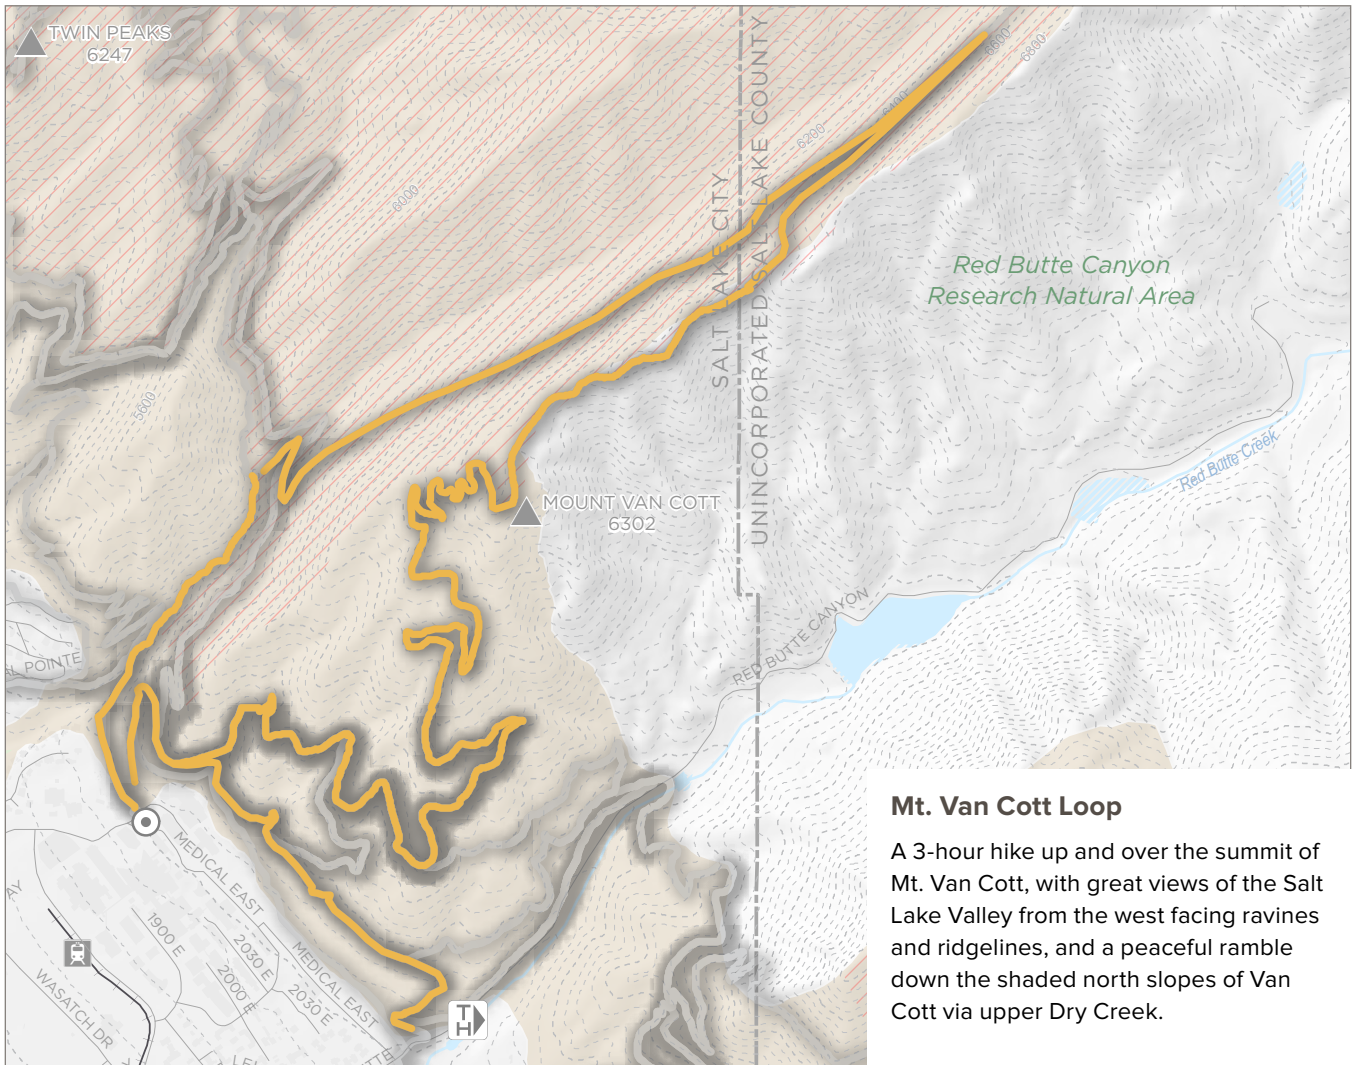 TWIN PEAKS
6247
6600
6800
6400
6200
6000
SALT LAKE CITY
UNINCORPORATED SALT LAKE COUNTY
Red Butte Canyon
Research Natural Area
5600
Red Butte Creek
MOUNT VAN COTT
6302
RED BUTTE CANYON
POINTE
MEDICAL EAST
1900 E
2030 E
2000 E
MEDICAL EAST
2030 E
WASATCH DR
TH
Mt. Van Cott Loop
A 3-hour hike up and over the summit of
Mt. Van Cott, with great views of the Salt
Lake Valley from the west facing ravines
and ridgelines, and a peaceful ramble
down the shaded north slopes of Van
Cott via upper Dry Creek.